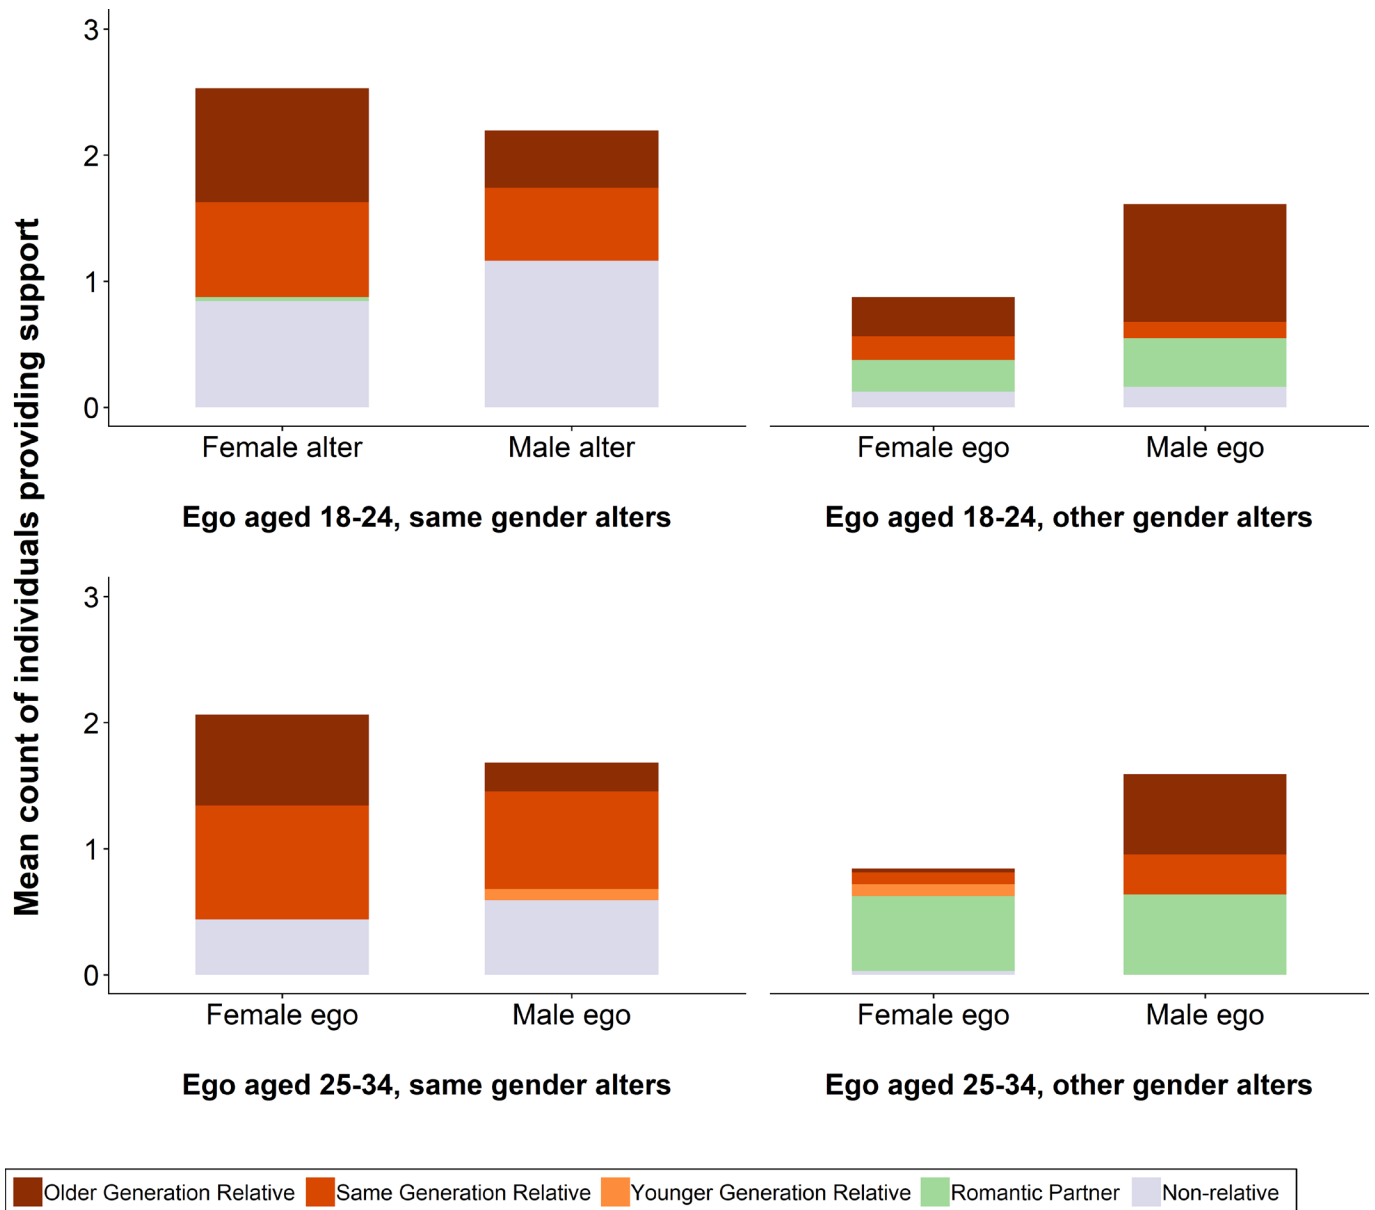 Mean count of individuals providing support
3
2
1
0
Female alter
Male alter
Female ego
Male ego
Ego aged 18-24, same gender alters
Ego aged 18-24, other gender alters
3
2
1
0
Female ego
Male ego
Female ego
Male ego
Ego aged 25-34, same gender alters
Ego aged 25-34, other gender alters
Older Generation Relative Same Generation Relative Younger Generation Relative Romantic Partner Non-relative